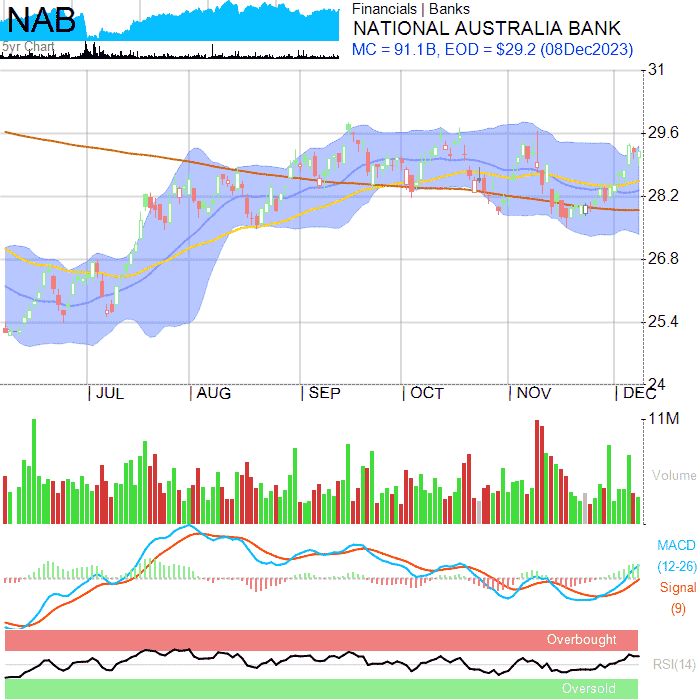 NAB
Financials | Banks
NATIONAL AUSTRALIA BANK
5yr Chart
MC = 91.1B, EOD = $29.2 (08Dec2023)
31
29.6
28.2
26.8
25.4
24
| JUL | AUG | SEP | OCT | NOV | DEC
11M
Volume
MACD
(12-26)
Signal
(9)
Overbought
RSI(14)
Oversold